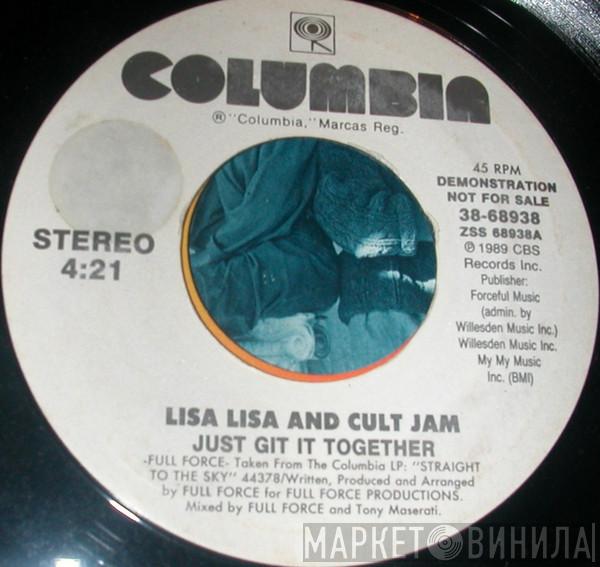 COLUMBIA
®"Columbia," Marcas Reg.
STEREO
4:21
45 RPM
DEMONSTRATION
NOT FOR SALE
38-68938
ZSS 68938A
℗ 1989 CBS
Records Inc.
Publisher:
Forceful Music
(admin. by
Willesden Music Inc.)
Willesden Music Inc.
My My Music
Inc. (BMI)
LISA LISA AND CULT JAM
JUST GIT IT TOGETHER
-FULL FORCE- Taken From The Columbia LP: "STRAIGHT
TO THE SKY" 44378/Written, Produced and Arranged
by FULL FORCE for FULL FORCE PRODUCTIONS.
Mixed by FULL FORCE and Tony Maserati.
МАРКЕТ ВИНИЛА